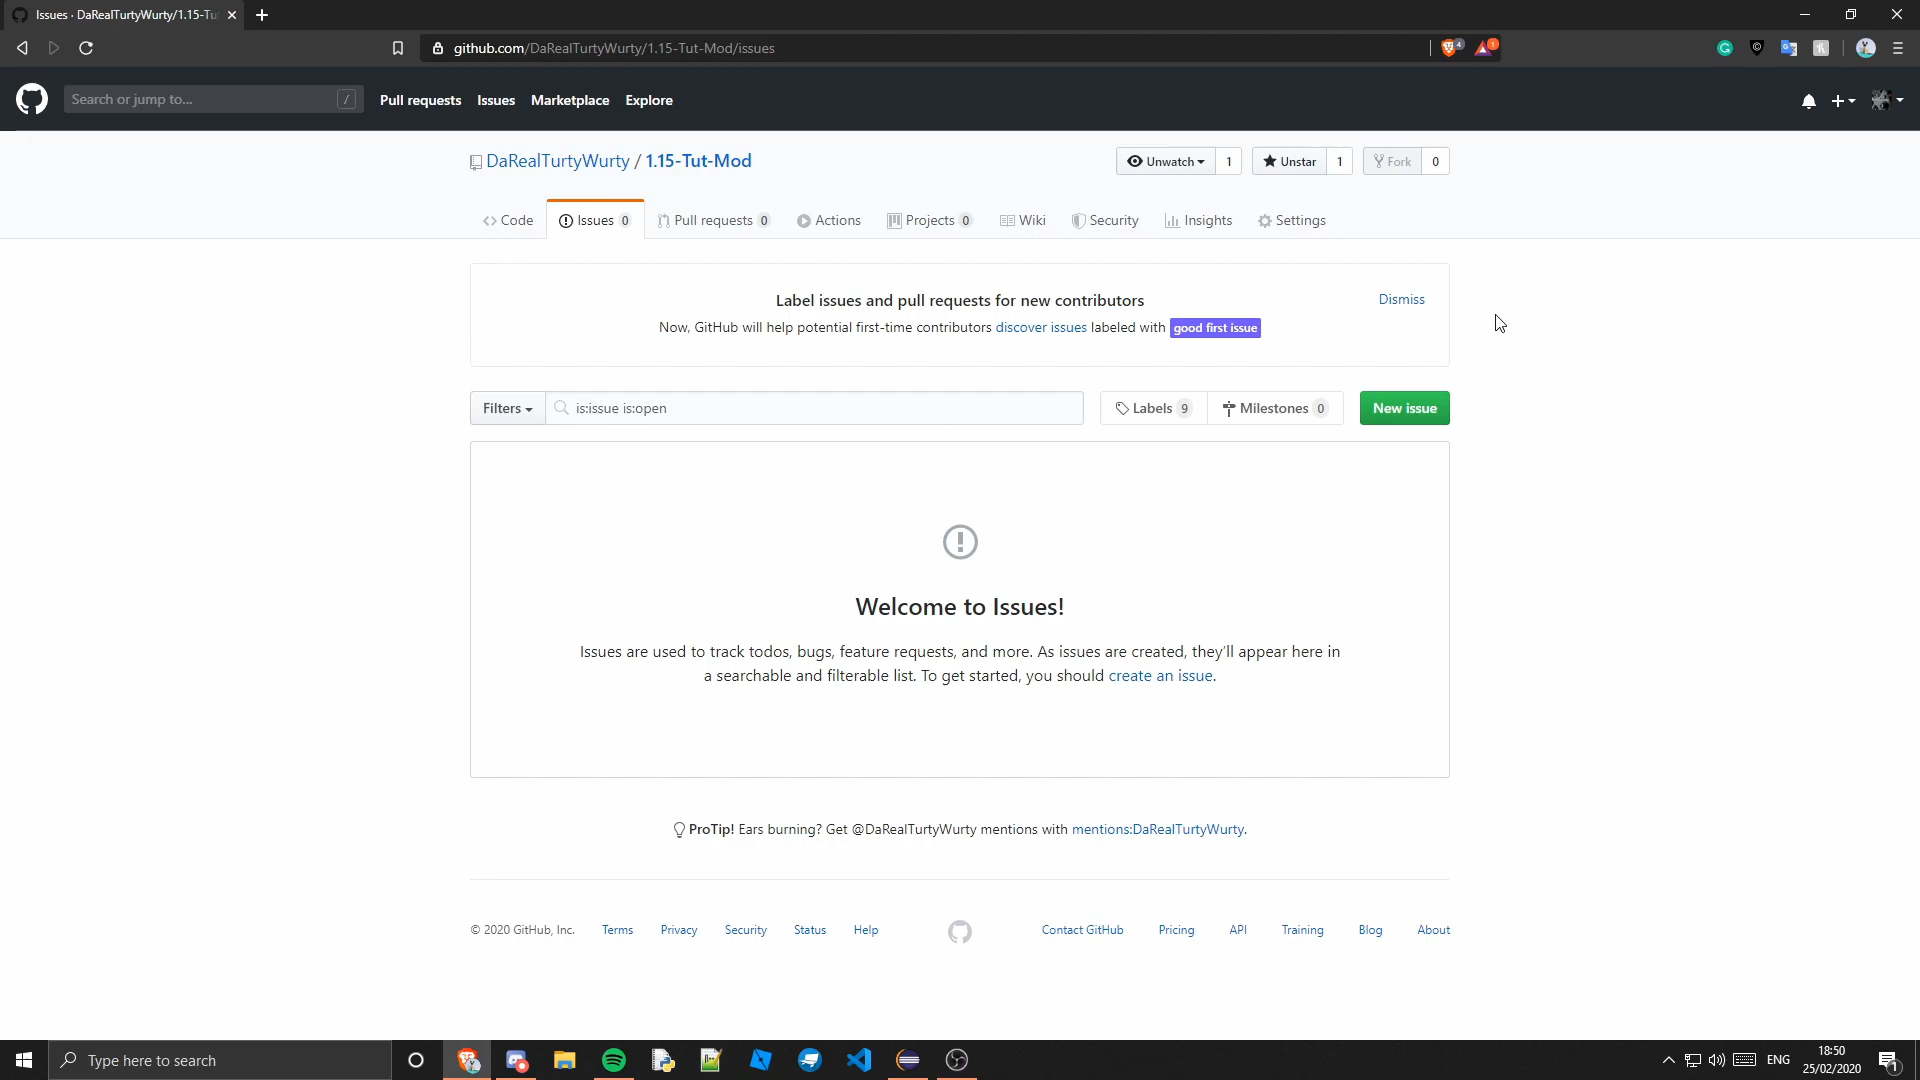 Issues · DaRealTurtyWurty/1.15-Tu
github.com/DaRealTurtyWurty/1.15-Tut-Mod/issues
4
1
Search or jump to...
/
Pull requests
Issues
Marketplace
Explore
DaRealTurtyWurty / 1.15-Tut-Mod
Unwatch
1
Unstar
1
Fork
0
Code
Issues 0
Pull requests 0
Actions
Projects 0
Wiki
Security
Insights
Settings
Label issues and pull requests for new contributors
Dismiss
Now, GitHub will help potential first-time contributors discover issues labeled with good first issue
Filters
is:issue is:open
Labels 9
Milestones 0
New issue
Welcome to Issues!
Issues are used to track todos, bugs, feature requests, and more. As issues are created, they’ll appear here in
a searchable and filterable list. To get started, you should create an issue.
ProTip! Ears burning? Get @DaRealTurtyWurty mentions with mentions:DaRealTurtyWurty.
© 2020 GitHub, Inc.
Terms
Privacy
Security
Status
Help
Contact GitHub
Pricing
API
Training
Blog
About
Type here to search
ENG
18:50
25/02/2020
1